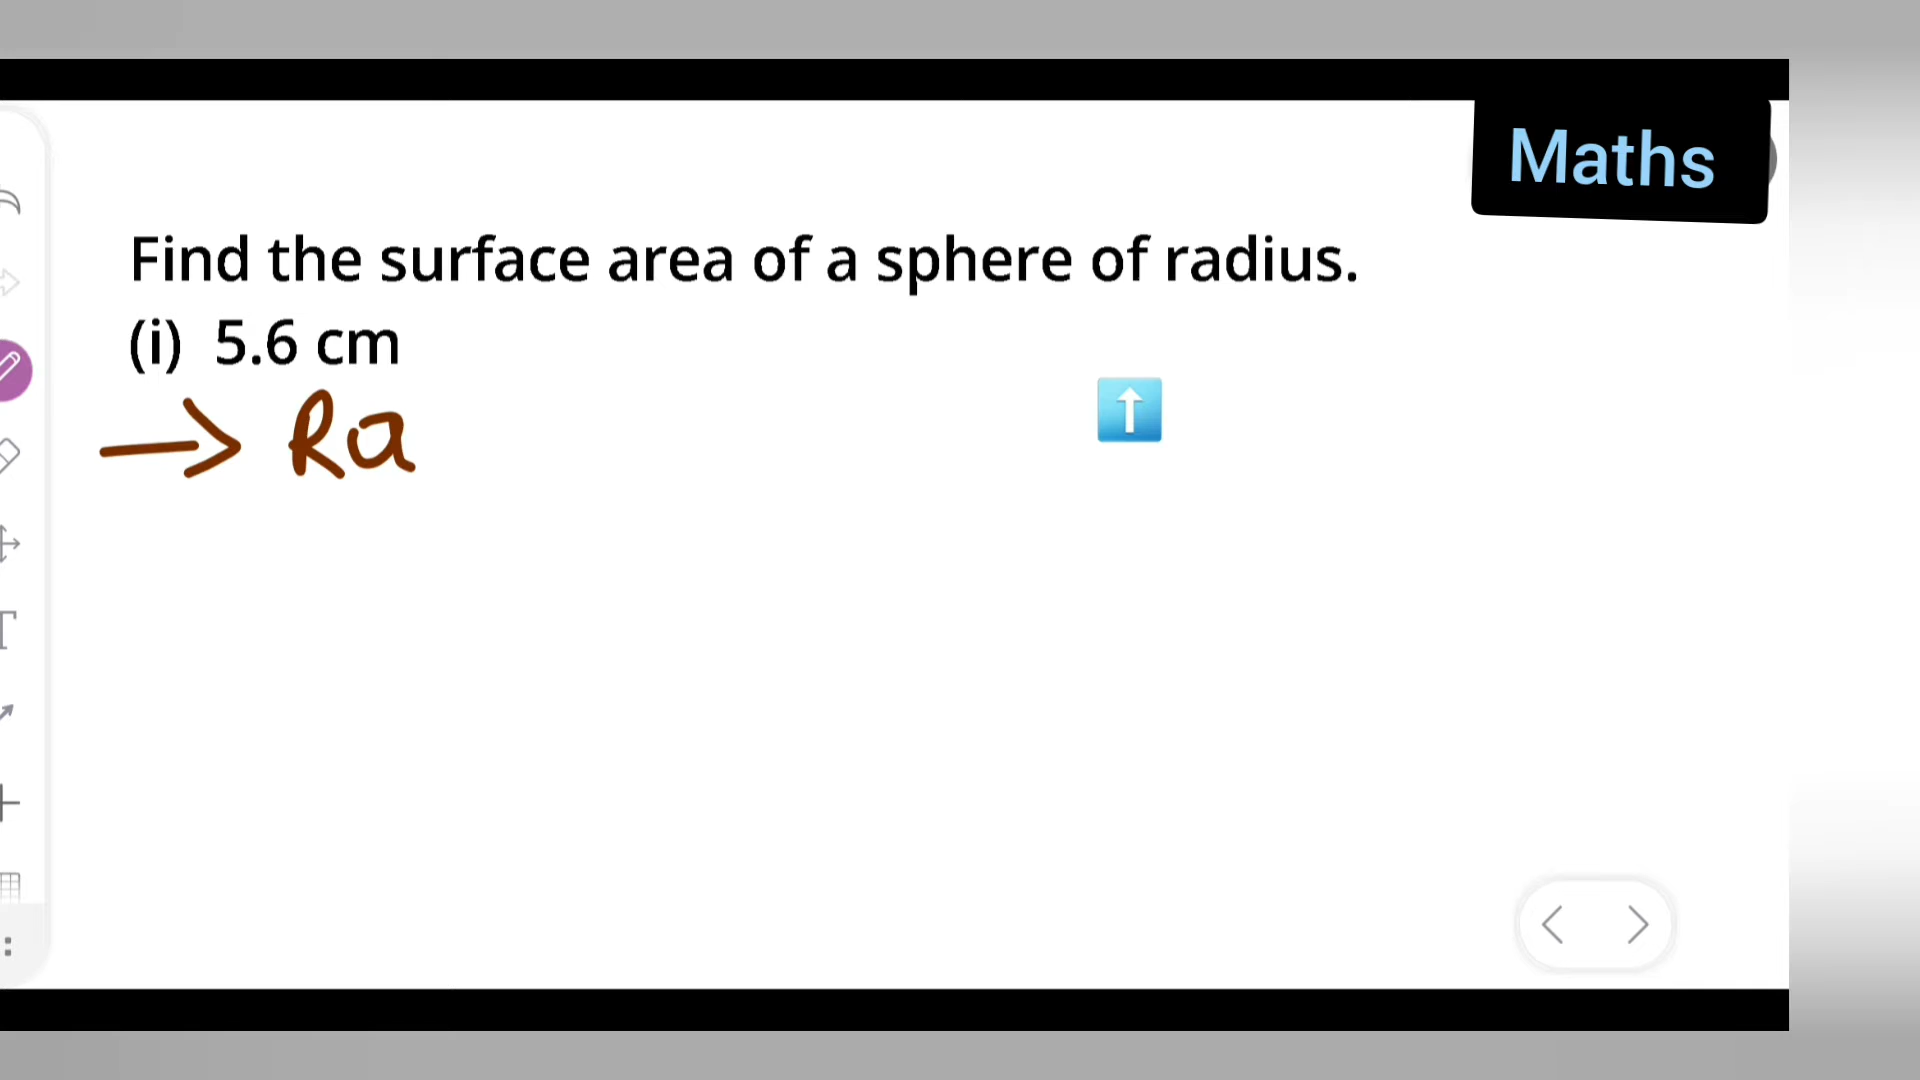 Maths
Find the surface area of a sphere of radius.
(i) 5.6 cm
→ Ra